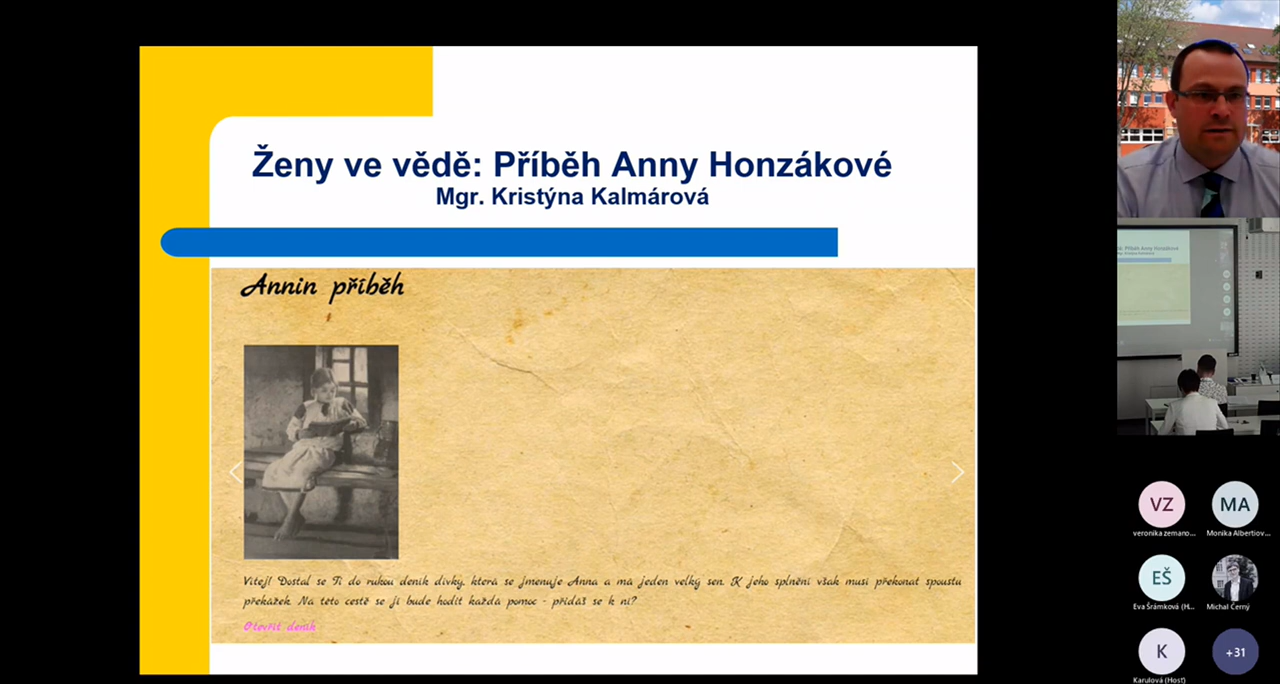 Ženy ve vědě: Příběh Anny Honzákové
Mgr. Kristýna Kalmárová
Annin příběh
Vítej! Dostal se Ti do rukou deník dívky, která se jmenuje Anna a má jeden velký sen. K jeho splnění však musí překonat spoustu
překážek. Na této cestě se jí bude hodit každá pomoc - přidáš se k ní?
Otevřít deník
VZ
MA
veronika zemano...
Monika Albertiov...
EŠ
Eva Šrámková (H...
Michal Černý
K
+31
Karulová (Host)